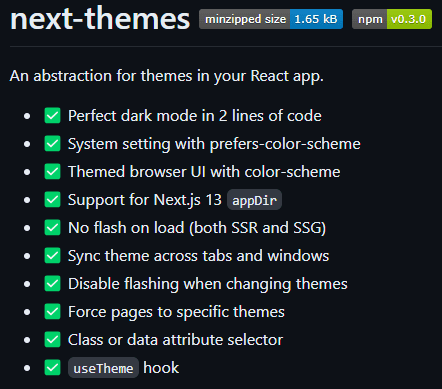 next-themes minzipped size 1.65 kB npm v0.3.0
An abstraction for themes in your React app.
• ✅ Perfect dark mode in 2 lines of code
• ✅ System setting with prefers-color-scheme
• ✅ Themed browser UI with color-scheme
• ✅ Support for Next.js 13 appDir
• ✅ No flash on load (both SSR and SSG)
• ✅ Sync theme across tabs and windows
• ✅ Disable flashing when changing themes
• ✅ Force pages to specific themes
• ✅ Class or data attribute selector
• ✅ useTheme hook